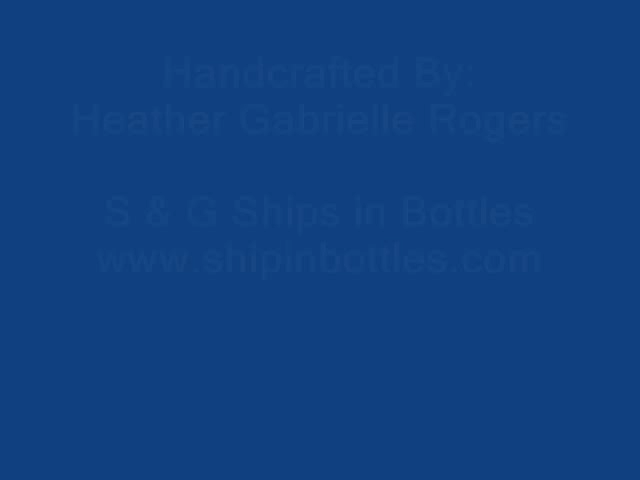 Handcrafted By:
Heather Gabrielle Rogers
S & G Ships in Bottles
www.shipinbottles.com